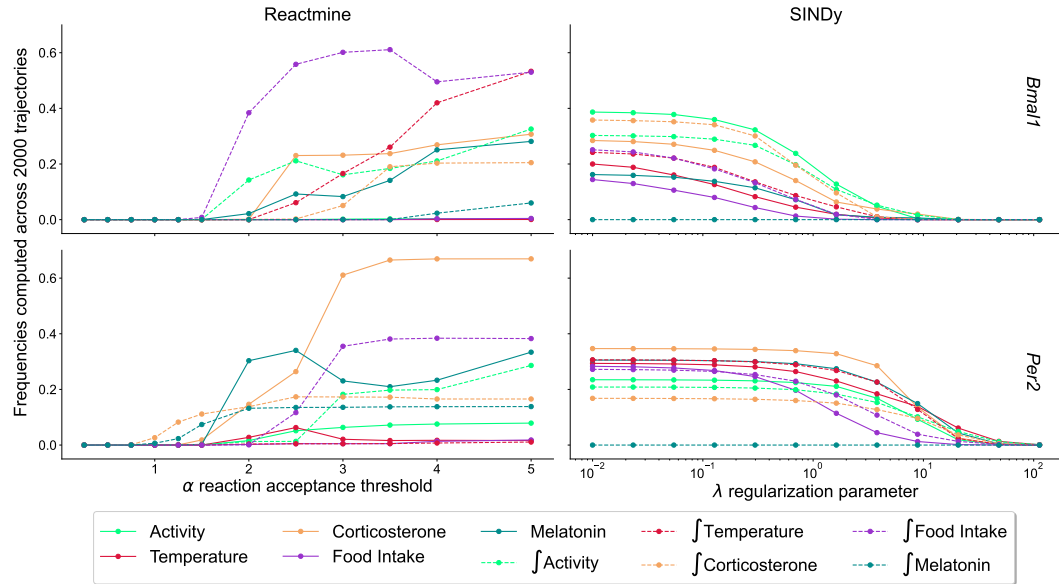 Reactmine
SINDy
Frequencies computed across 2000 trajectories
0.6
0.4
0.2
0.0
Bmal1
0.6
0.4
0.2
0.0
Per2
1
2
3
4
5
α reaction acceptance threshold
10⁻²
10⁻¹
10⁰
10¹
10²
λ regularization parameter
Activity
Corticosterone
Melatonin
∫Temperature
∫Food Intake
Temperature
Food Intake
∫Activity
∫Corticosterone
∫Melatonin